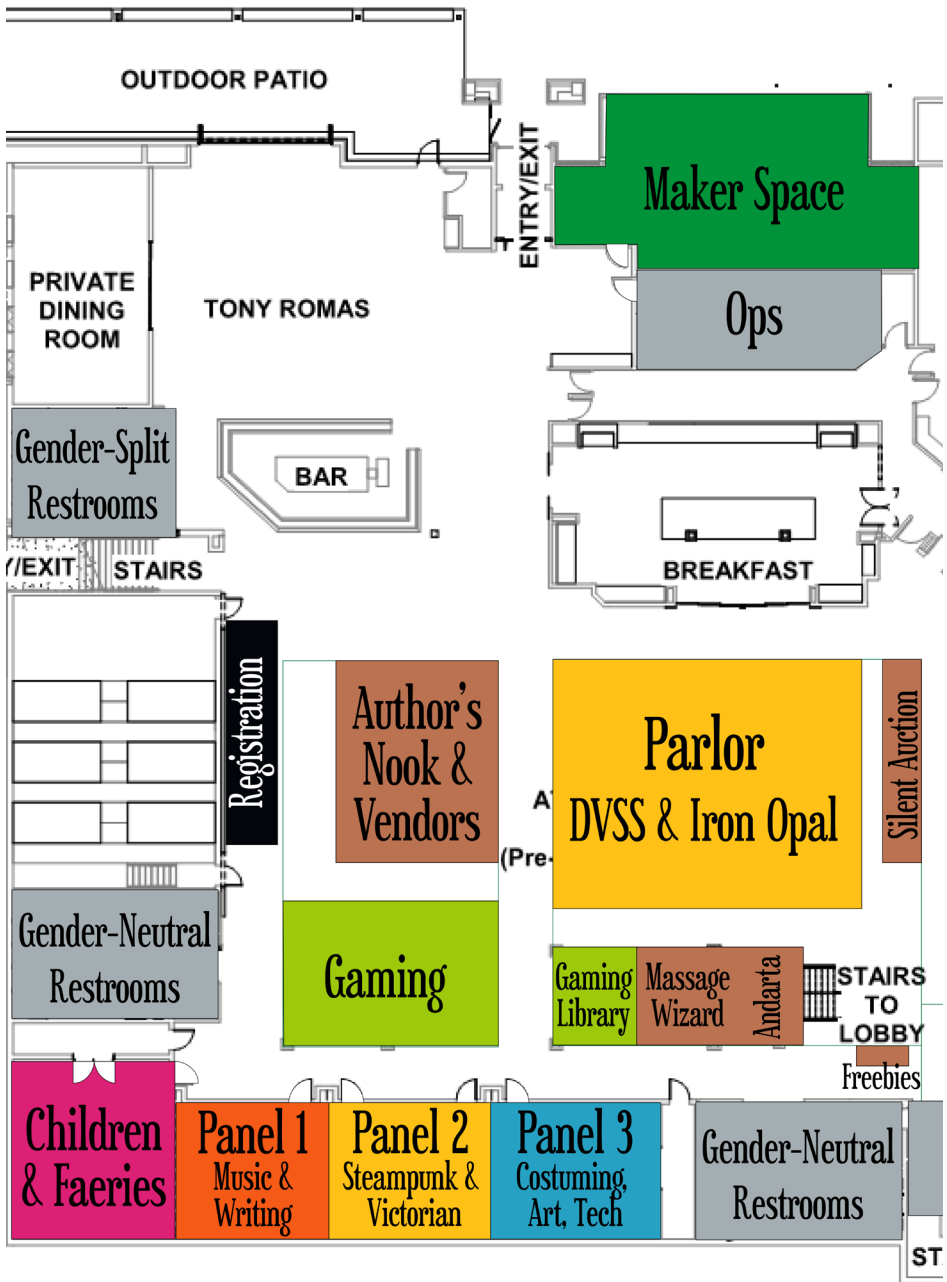 OUTDOOR PATIO
ENTRY/EXIT
Maker Space
PRIVATE
DINING
ROOM
TONY ROMAS
Ops
Gender-Split
Restrooms
BAR
Y/EXIT
STAIRS
BREAKFAST
Registration
Author's
Nook &
Vendors
Parlor
DVSS & Iron Opal
Silent Auction
A
(Pre-
Gender-Neutral
Restrooms
Gaming
Gaming
Library
Massage
Wizard
Andarta
STAIRS
TO
LOBBY
Freebies
Children
& Faeries
Panel 1
Music &
Writing
Panel 2
Steampunk &
Victorian
Panel 3
Costuming,
Art, Tech
Gender-Neutral
Restrooms
STA